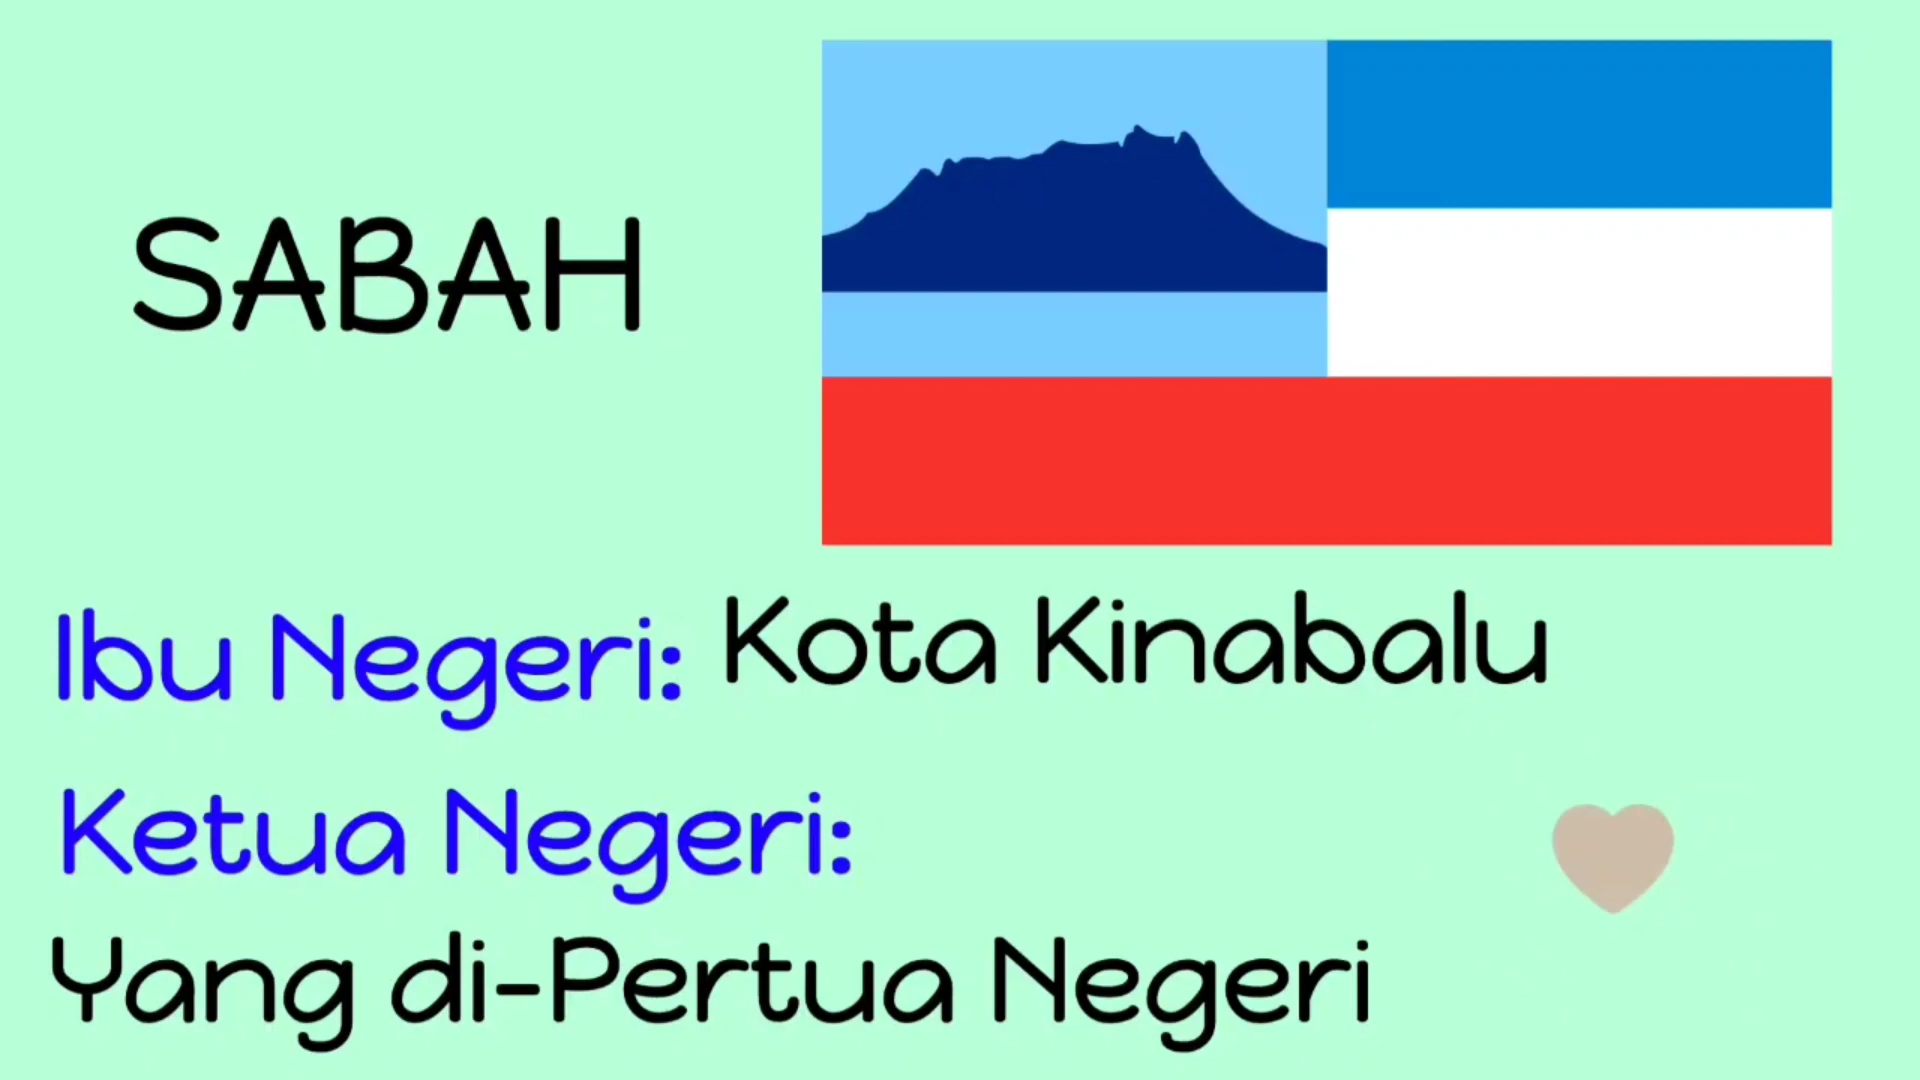 SABAH
Ibu Negeri: Kota Kinabalu
Ketua Negeri:
Yang di-Pertua Negeri